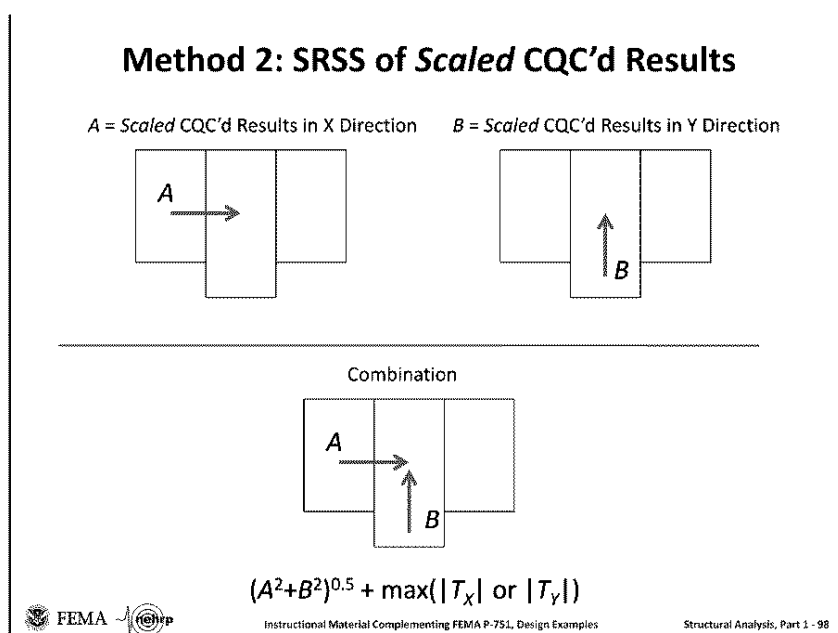 Method 2: SRSS of Scaled CQC'd Results
A = Scaled CQC'd Results in X Direction
B = Scaled CQC'd Results in Y Direction
A
B
Combination
A
B
(A²+B²)⁰·⁵ + max(|T_X| or |T_Y|)
FEMA
nehrp
Instructional Material Complementing FEMA P-751, Design Examples
Structural Analysis, Part 1 - 98